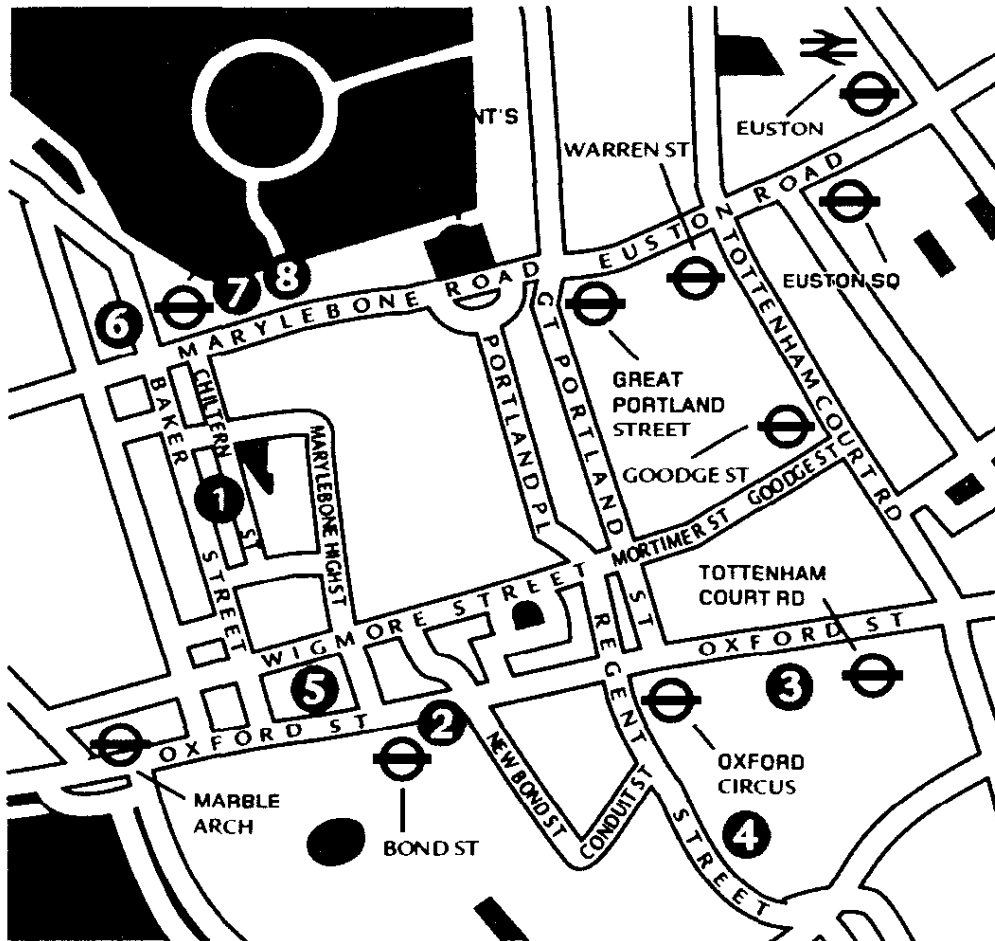 NT'S
EUSTON
WARREN ST
EUSTON ROAD
EUSTON SQ
7
8
6
MARYLEBONE ROAD
TOTTENHAM COURT RD
GT PORTLAND ST
PORTLAND PL
GREAT
PORTLAND
STREET
CHILTERN ST
BAKER STREET
MARYLEBONE HIGH ST
GOODGE ST
GOODGE ST
MORTIMER ST
1
TOTTENHAM
COURT RD
WIGMORE STREET
REGENT STREET
OXFORD ST
5
3
2
OXFORD ST
NEW BOND ST
CONDUIT ST
OXFORD
CIRCUS
MARBLE
ARCH
BOND ST
4